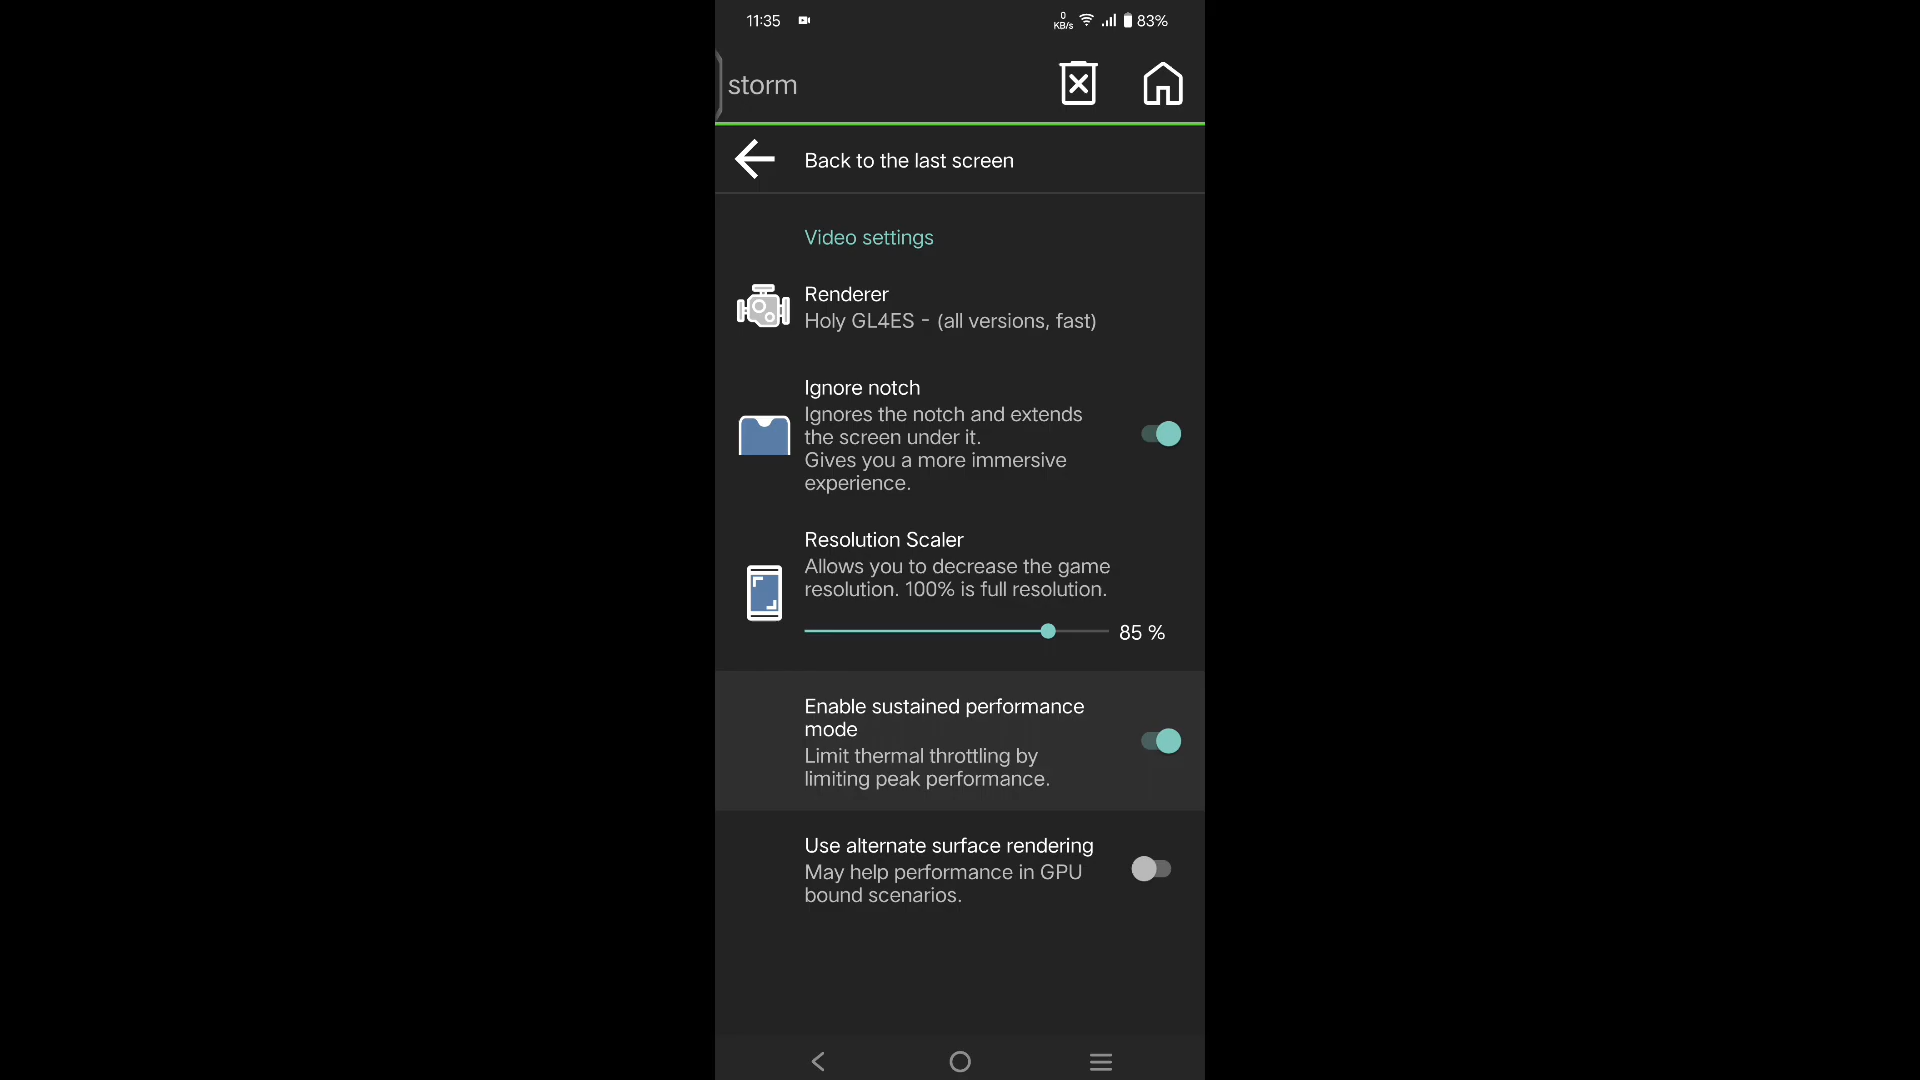 11:35
0
KB/s
83%
storm
Back to the last screen
Video settings
Renderer
Holy GL4ES - (all versions, fast)
Ignore notch
Ignores the notch and extends
the screen under it.
Gives you a more immersive
experience.
Resolution Scaler
Allows you to decrease the game
resolution. 100% is full resolution.
85 %
Enable sustained performance
mode
Limit thermal throttling by
limiting peak performance.
Use alternate surface rendering
May help performance in GPU
bound scenarios.